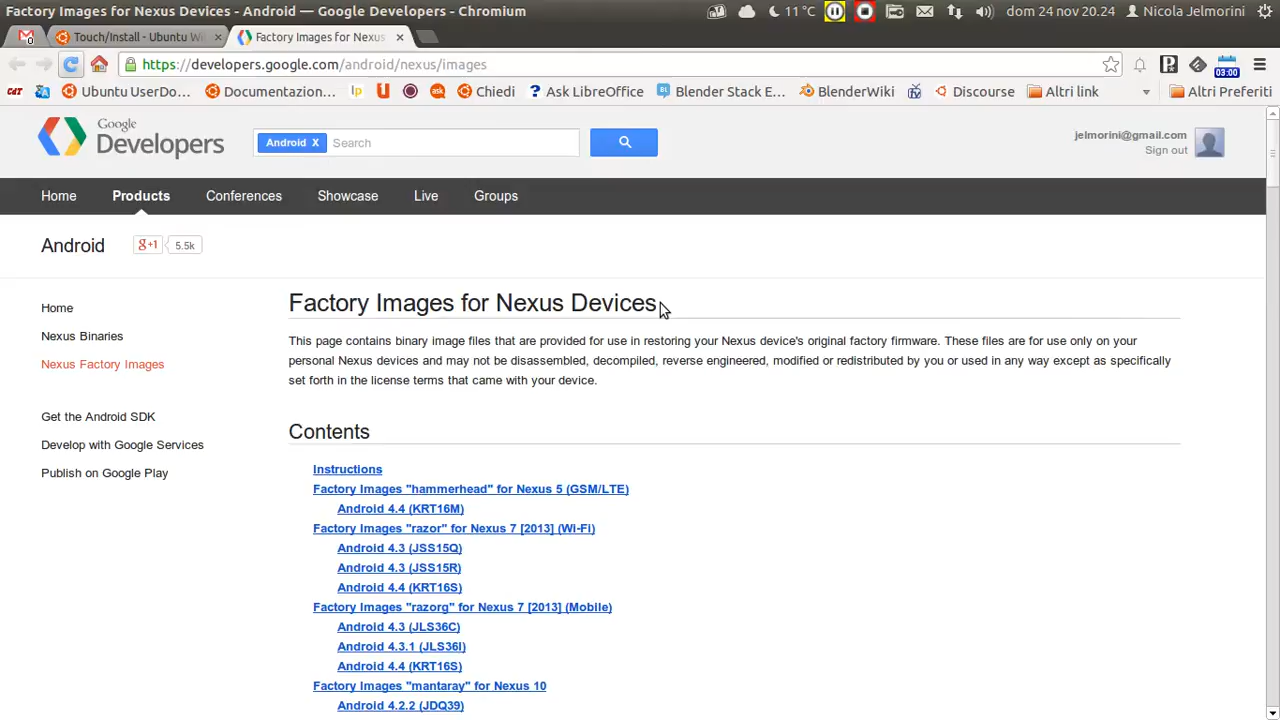 Factory Images for Nexus Devices - Android — Google Developers - Chromium
11 °C
dom 24 nov 20.24
Nicola Jelmorini
0
Touch/Install - Ubuntu Wi
×
Factory Images for Nexus
×
https://developers.google.com/android/nexus/images
03:00
CAT
Ubuntu UserDo...
Documentazion...
lp
U
ask
Chiedi
? Ask LibreOffice
Blender Stack E...
BlenderWiki
Discourse
Altri link
Altri Preferiti
Google
Developers
Android X
Search
jelmorini@gmail.com
Sign out
Home
Products
Conferences
Showcase
Live
Groups
Android
g+1
5.5k
Home
Nexus Binaries
Nexus Factory Images
Get the Android SDK
Develop with Google Services
Publish on Google Play
Factory Images for Nexus Devices
This page contains binary image files that are provided for use in restoring your Nexus device's original factory firmware. These files are for use only on your
personal Nexus devices and may not be disassembled, decompiled, reverse engineered, modified or redistributed by you or used in any way except as specifically
set forth in the license terms that came with your device.
Contents
Instructions
Factory Images "hammerhead" for Nexus 5 (GSM/LTE)
Android 4.4 (KRT16M)
Factory Images "razor" for Nexus 7 [2013] (Wi-Fi)
Android 4.3 (JSS15Q)
Android 4.3 (JSS15R)
Android 4.4 (KRT16S)
Factory Images "razorg" for Nexus 7 [2013] (Mobile)
Android 4.3 (JLS36C)
Android 4.3.1 (JLS36I)
Android 4.4 (KRT16S)
Factory Images "mantaray" for Nexus 10
Android 4.2.2 (JDQ39)